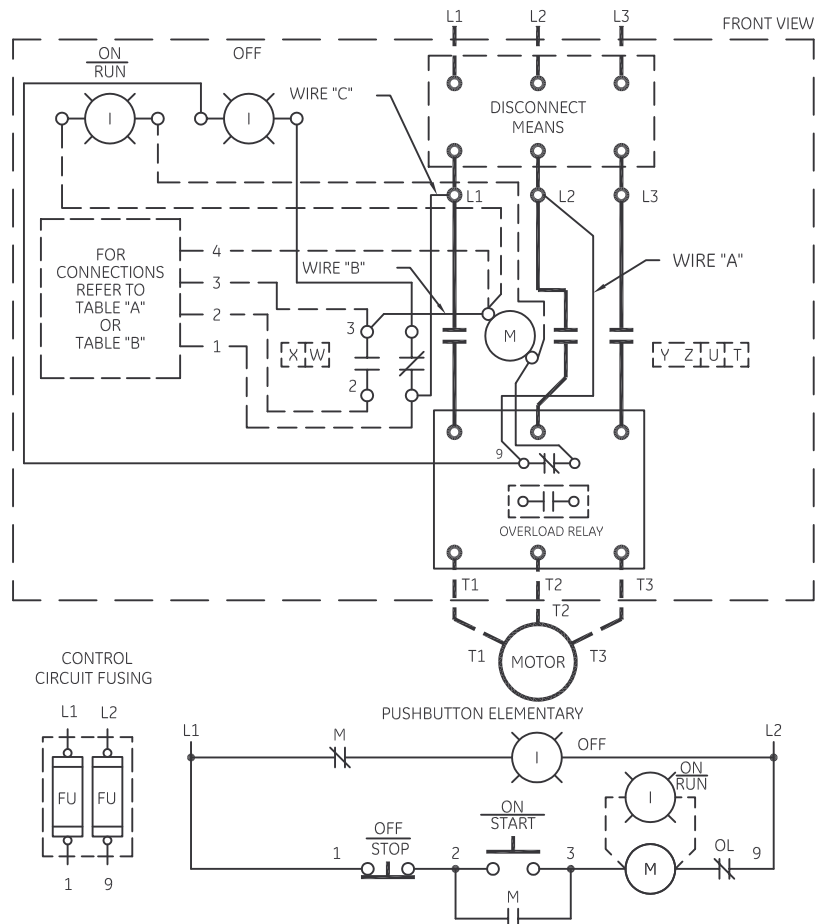 L1 L2 L3
FRONT VIEW
ON
RUN
OFF
WIRE "C"
DISCONNECT
MEANS
I
I
L1
L2
L3
FOR
CONNECTIONS
REFER TO
TABLE "A"
OR
TABLE "B"
4
3
2
1
WIRE "B"
WIRE "A"
3
2
X W
M
Y Z U T
9
OVERLOAD RELAY
T1 T2 T3
T2
T1
MOTOR
T3
CONTROL
CIRCUIT FUSING
L1 L2
FU FU
1 9
PUSHBUTTON ELEMENTARY
L1
M
I
OFF
L2
ON
RUN
I
OFF
STOP
ON
START
1
2
3
M
OL
9
M